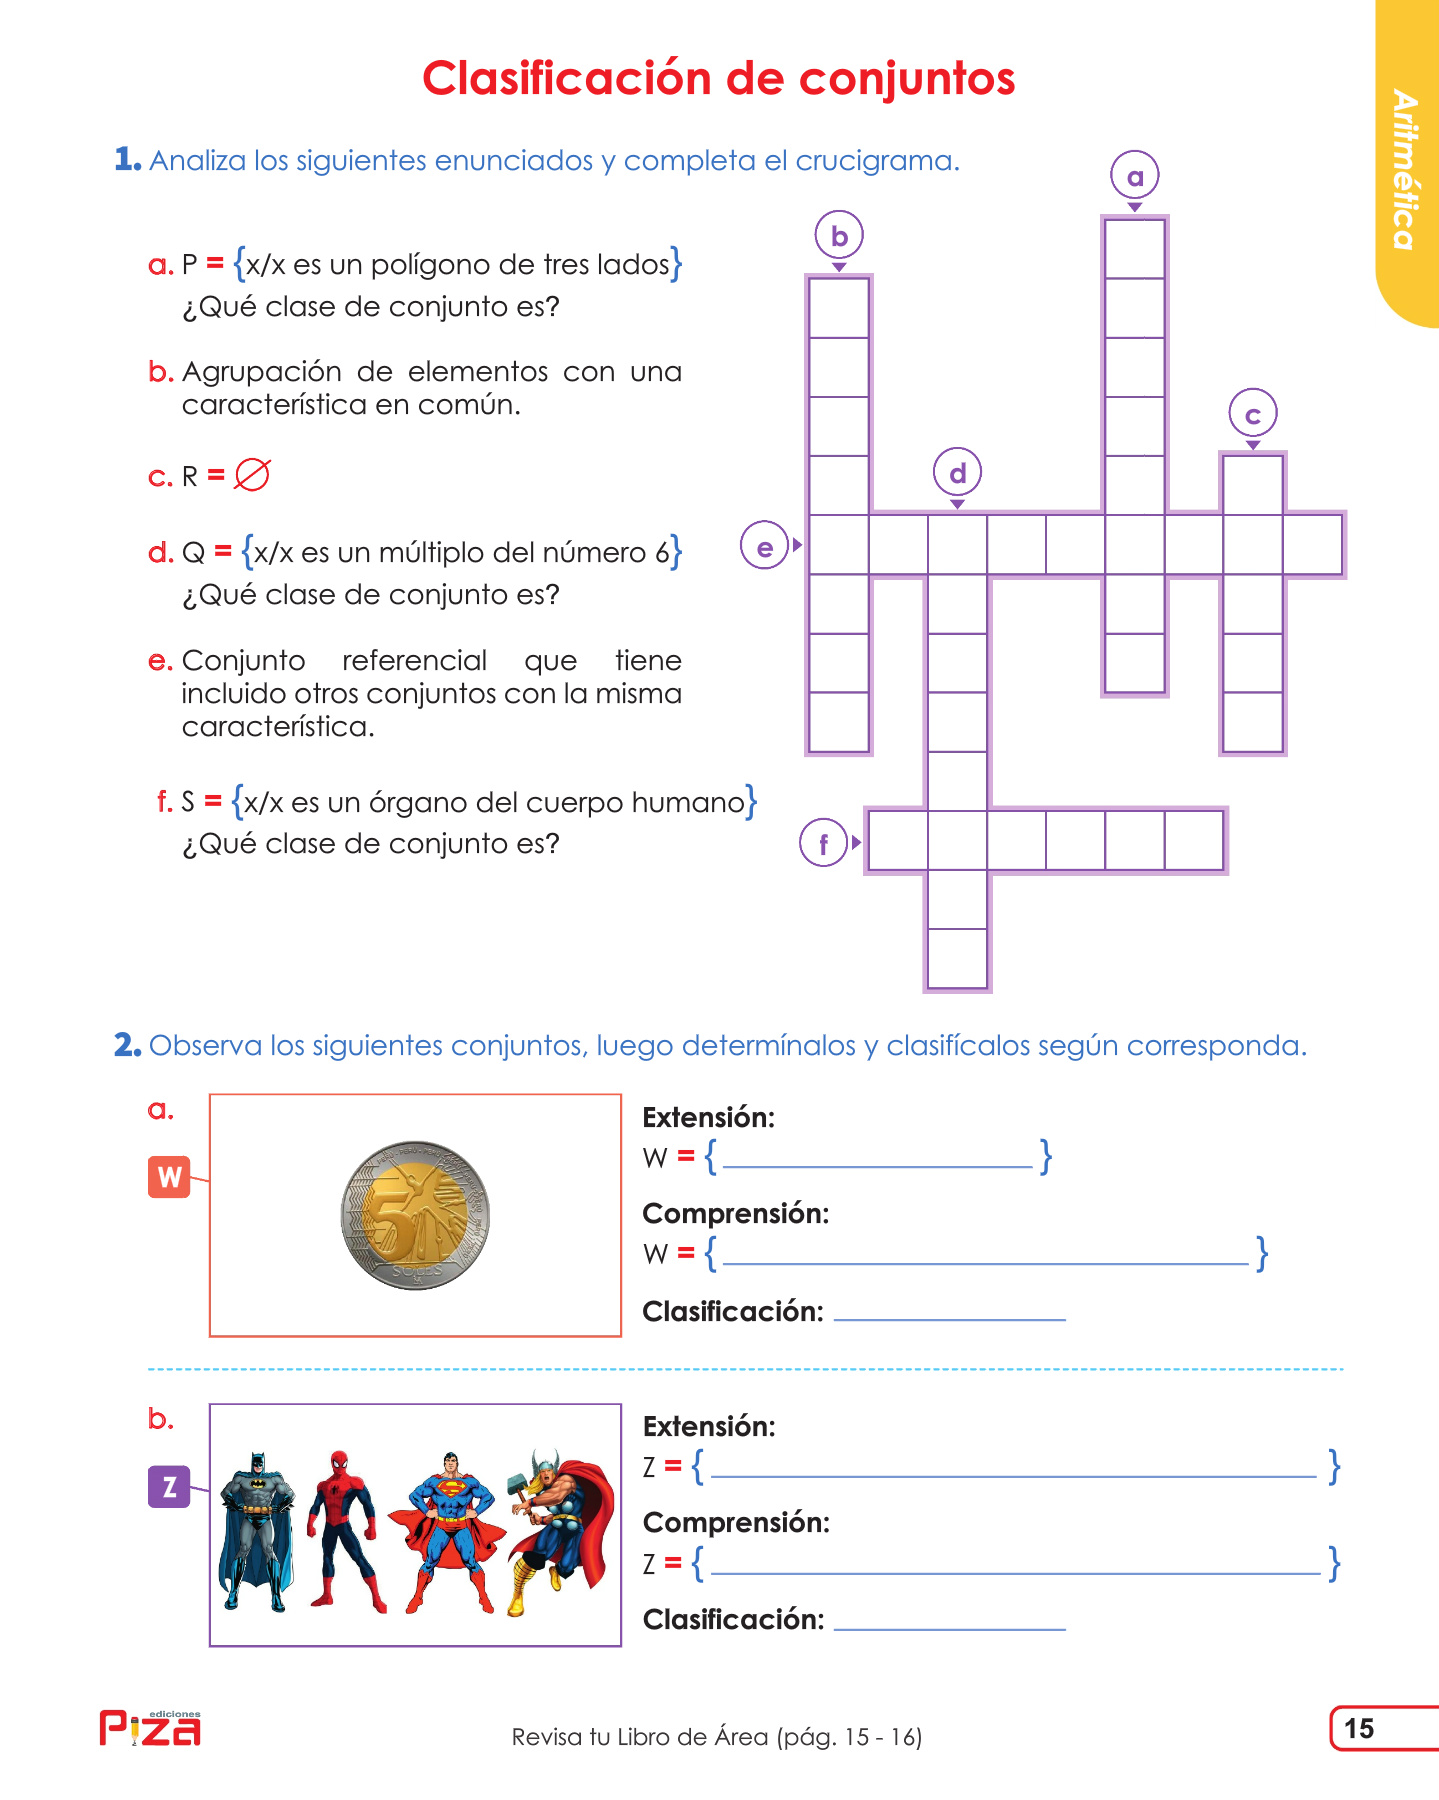 Clasificación de conjuntos
Aritmética
1. Analiza los siguientes enunciados y completa el crucigrama.
a. P = {x/x es un polígono de tres lados}
¿Qué clase de conjunto es?
b. Agrupación de elementos con una
característica en común.
c. R = ∅
d. Q = {x/x es un múltiplo del número 6}
¿Qué clase de conjunto es?
e. Conjunto referencial que tiene
incluido otros conjuntos con la misma
característica.
f. S = {x/x es un órgano del cuerpo humano}
¿Qué clase de conjunto es?
a
b
c
d
e
f
2. Observa los siguientes conjuntos, luego determínalos y clasifícalos según corresponda.
a.
W
5
SOLES
Extensión:
W = { }
Comprensión:
W = { }
Clasificación:
b.
Z
Extensión:
Z = { }
Comprensión:
Z = { }
Clasificación:
ediciones
Piza
Revisa tu Libro de Área (pág. 15 - 16)
15